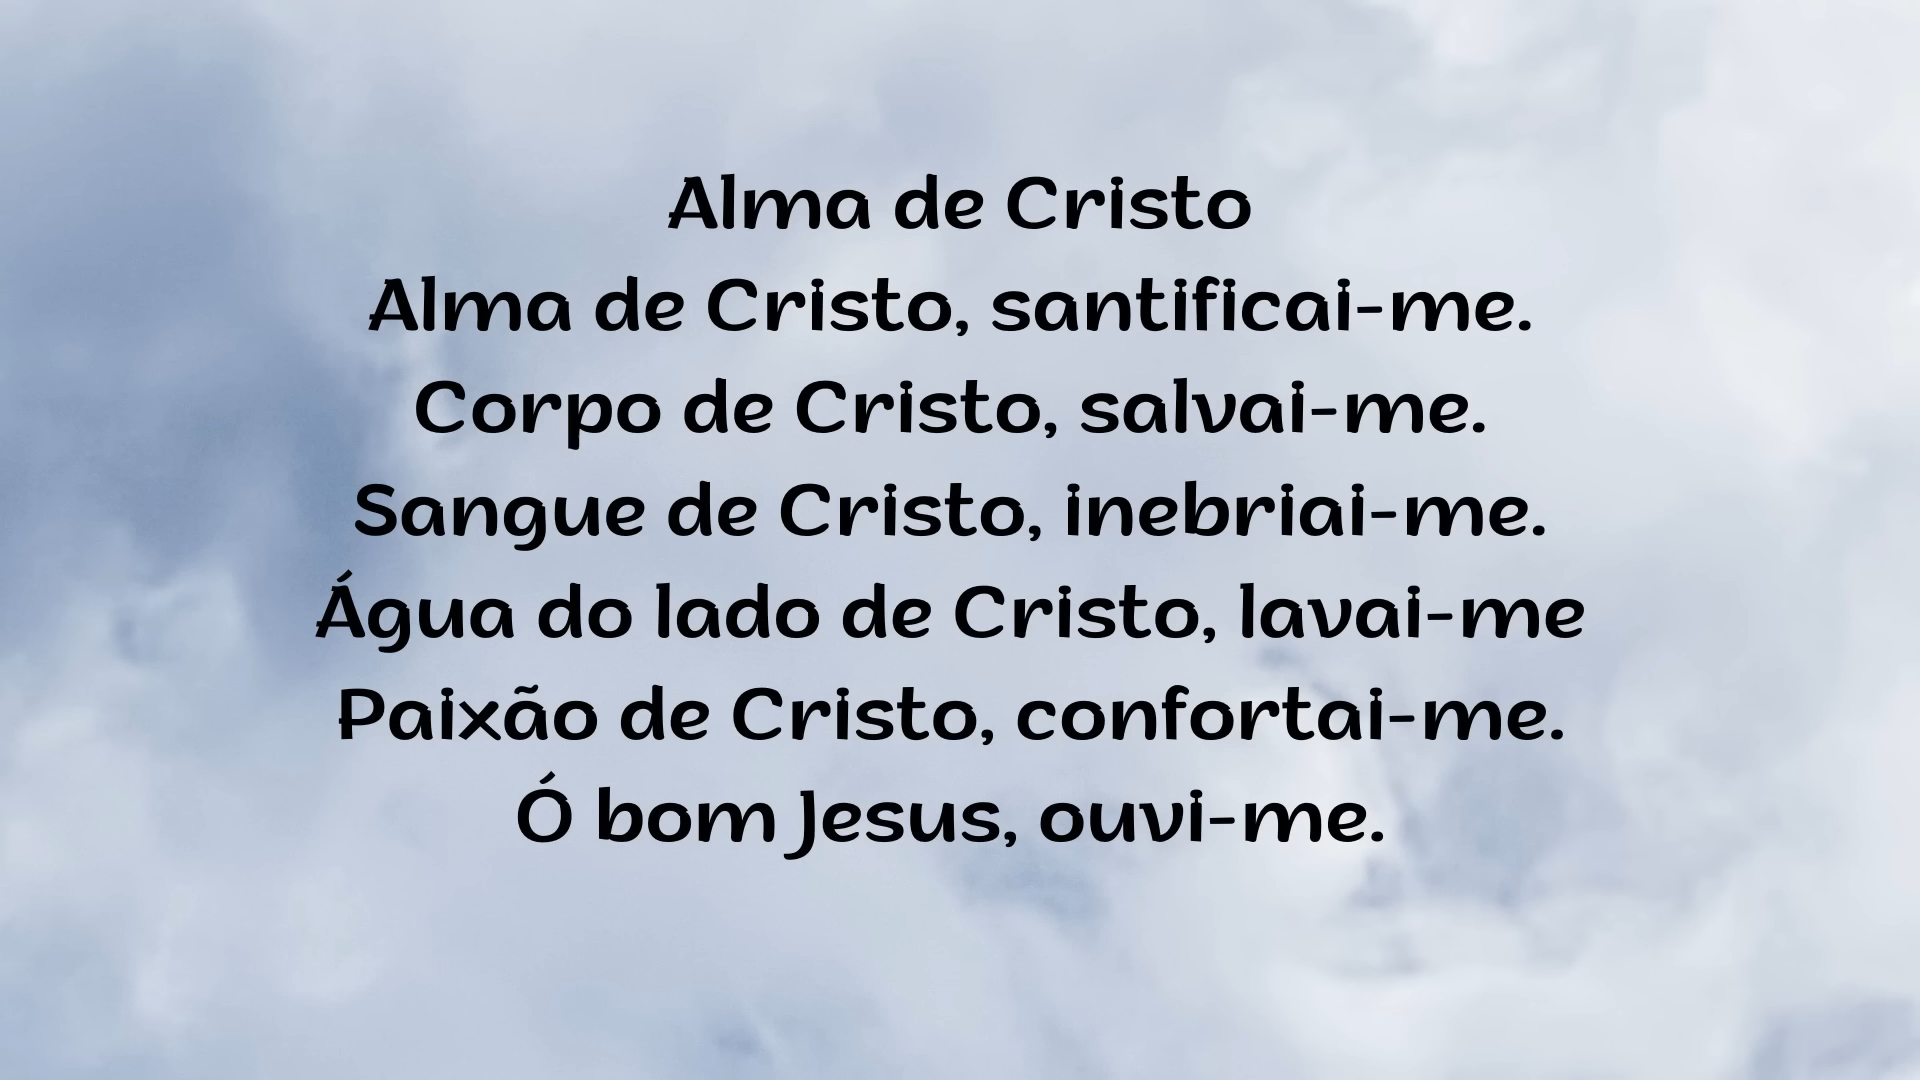 Alma de Cristo
Alma de Cristo, santificai-me.
Corpo de Cristo, salvai-me.
Sangue de Cristo, inebriai-me.
Água do lado de Cristo, lavai-me
Paixão de Cristo, confortai-me.
Ó bom Jesus, ouvi-me.